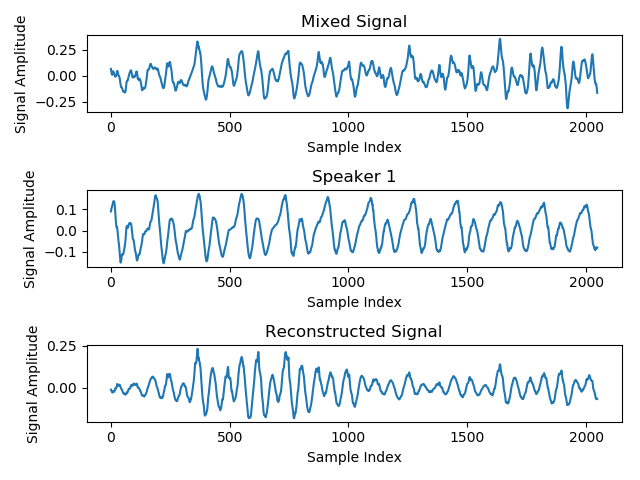 Mixed Signal
Signal Amplitude
0.25
0.00
−0.25
0 500 1000 1500 2000
Sample Index
Speaker 1
Signal Amplitude
0.1
0.0
−0.1
0 500 1000 1500 2000
Sample Index
Reconstructed Signal
Signal Amplitude
0.25
0.00
0 500 1000 1500 2000
Sample Index